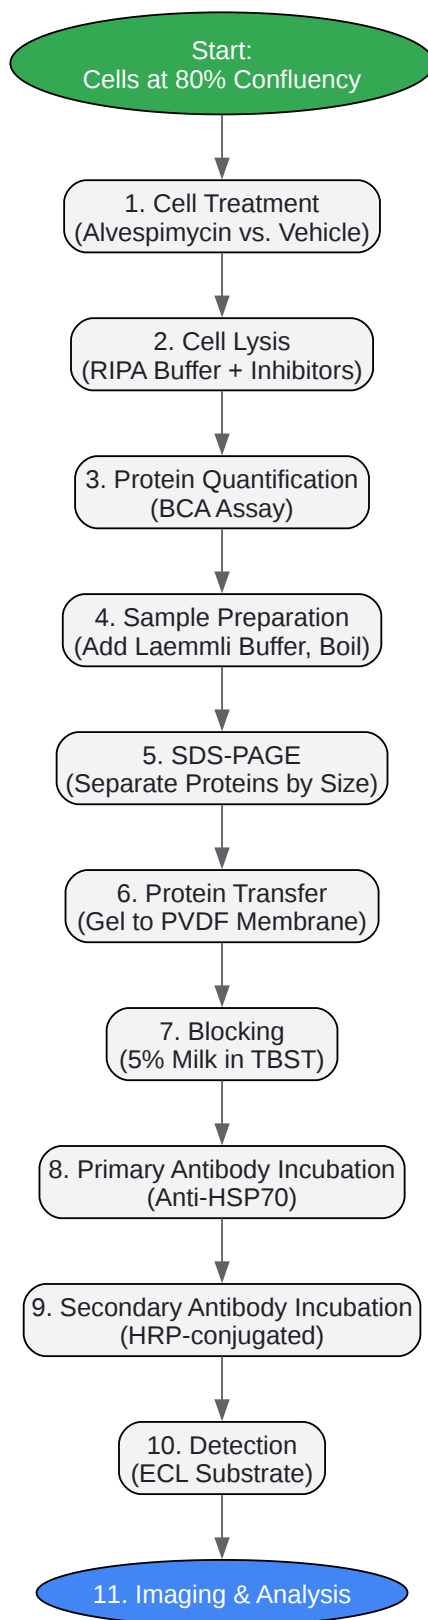 Start:
Cells at 80% Confluency
1. Cell Treatment
(Alvespimycin vs. Vehicle)
2. Cell Lysis
(RIPA Buffer + Inhibitors)
3. Protein Quantification
(BCA Assay)
4. Sample Preparation
(Add Laemmli Buffer, Boil)
5. SDS-PAGE
(Separate Proteins by Size)
6. Protein Transfer
(Gel to PVDF Membrane)
7. Blocking
(5% Milk in TBST)
8. Primary Antibody Incubation
(Anti-HSP70)
9. Secondary Antibody Incubation
(HRP-conjugated)
10. Detection
(ECL Substrate)
11. Imaging & Analysis